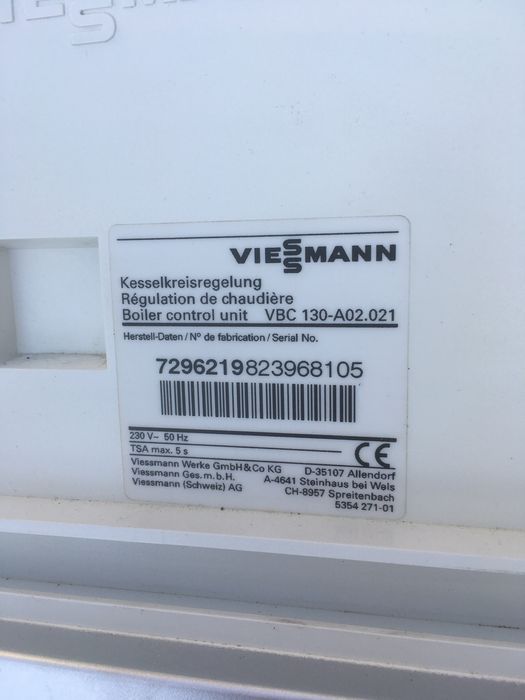 VIESSMANN
Kesselkreisregelung
Régulation de chaudière
Boiler control unit VBC 130-A02.021
Herstell-Daten / Nº de fabrication / Serial No.
7296219823968105
230 V~ 50 Hz
TSA max. 5 s
CE
Viessmann Werke GmbH&Co KG D-35107 Allendorf
Viessmann Ges.m.b.H. A-4641 Steinhaus bei Wels
Viessmann (Schweiz) AG CH-8957 Spreitenbach
5354 271-01